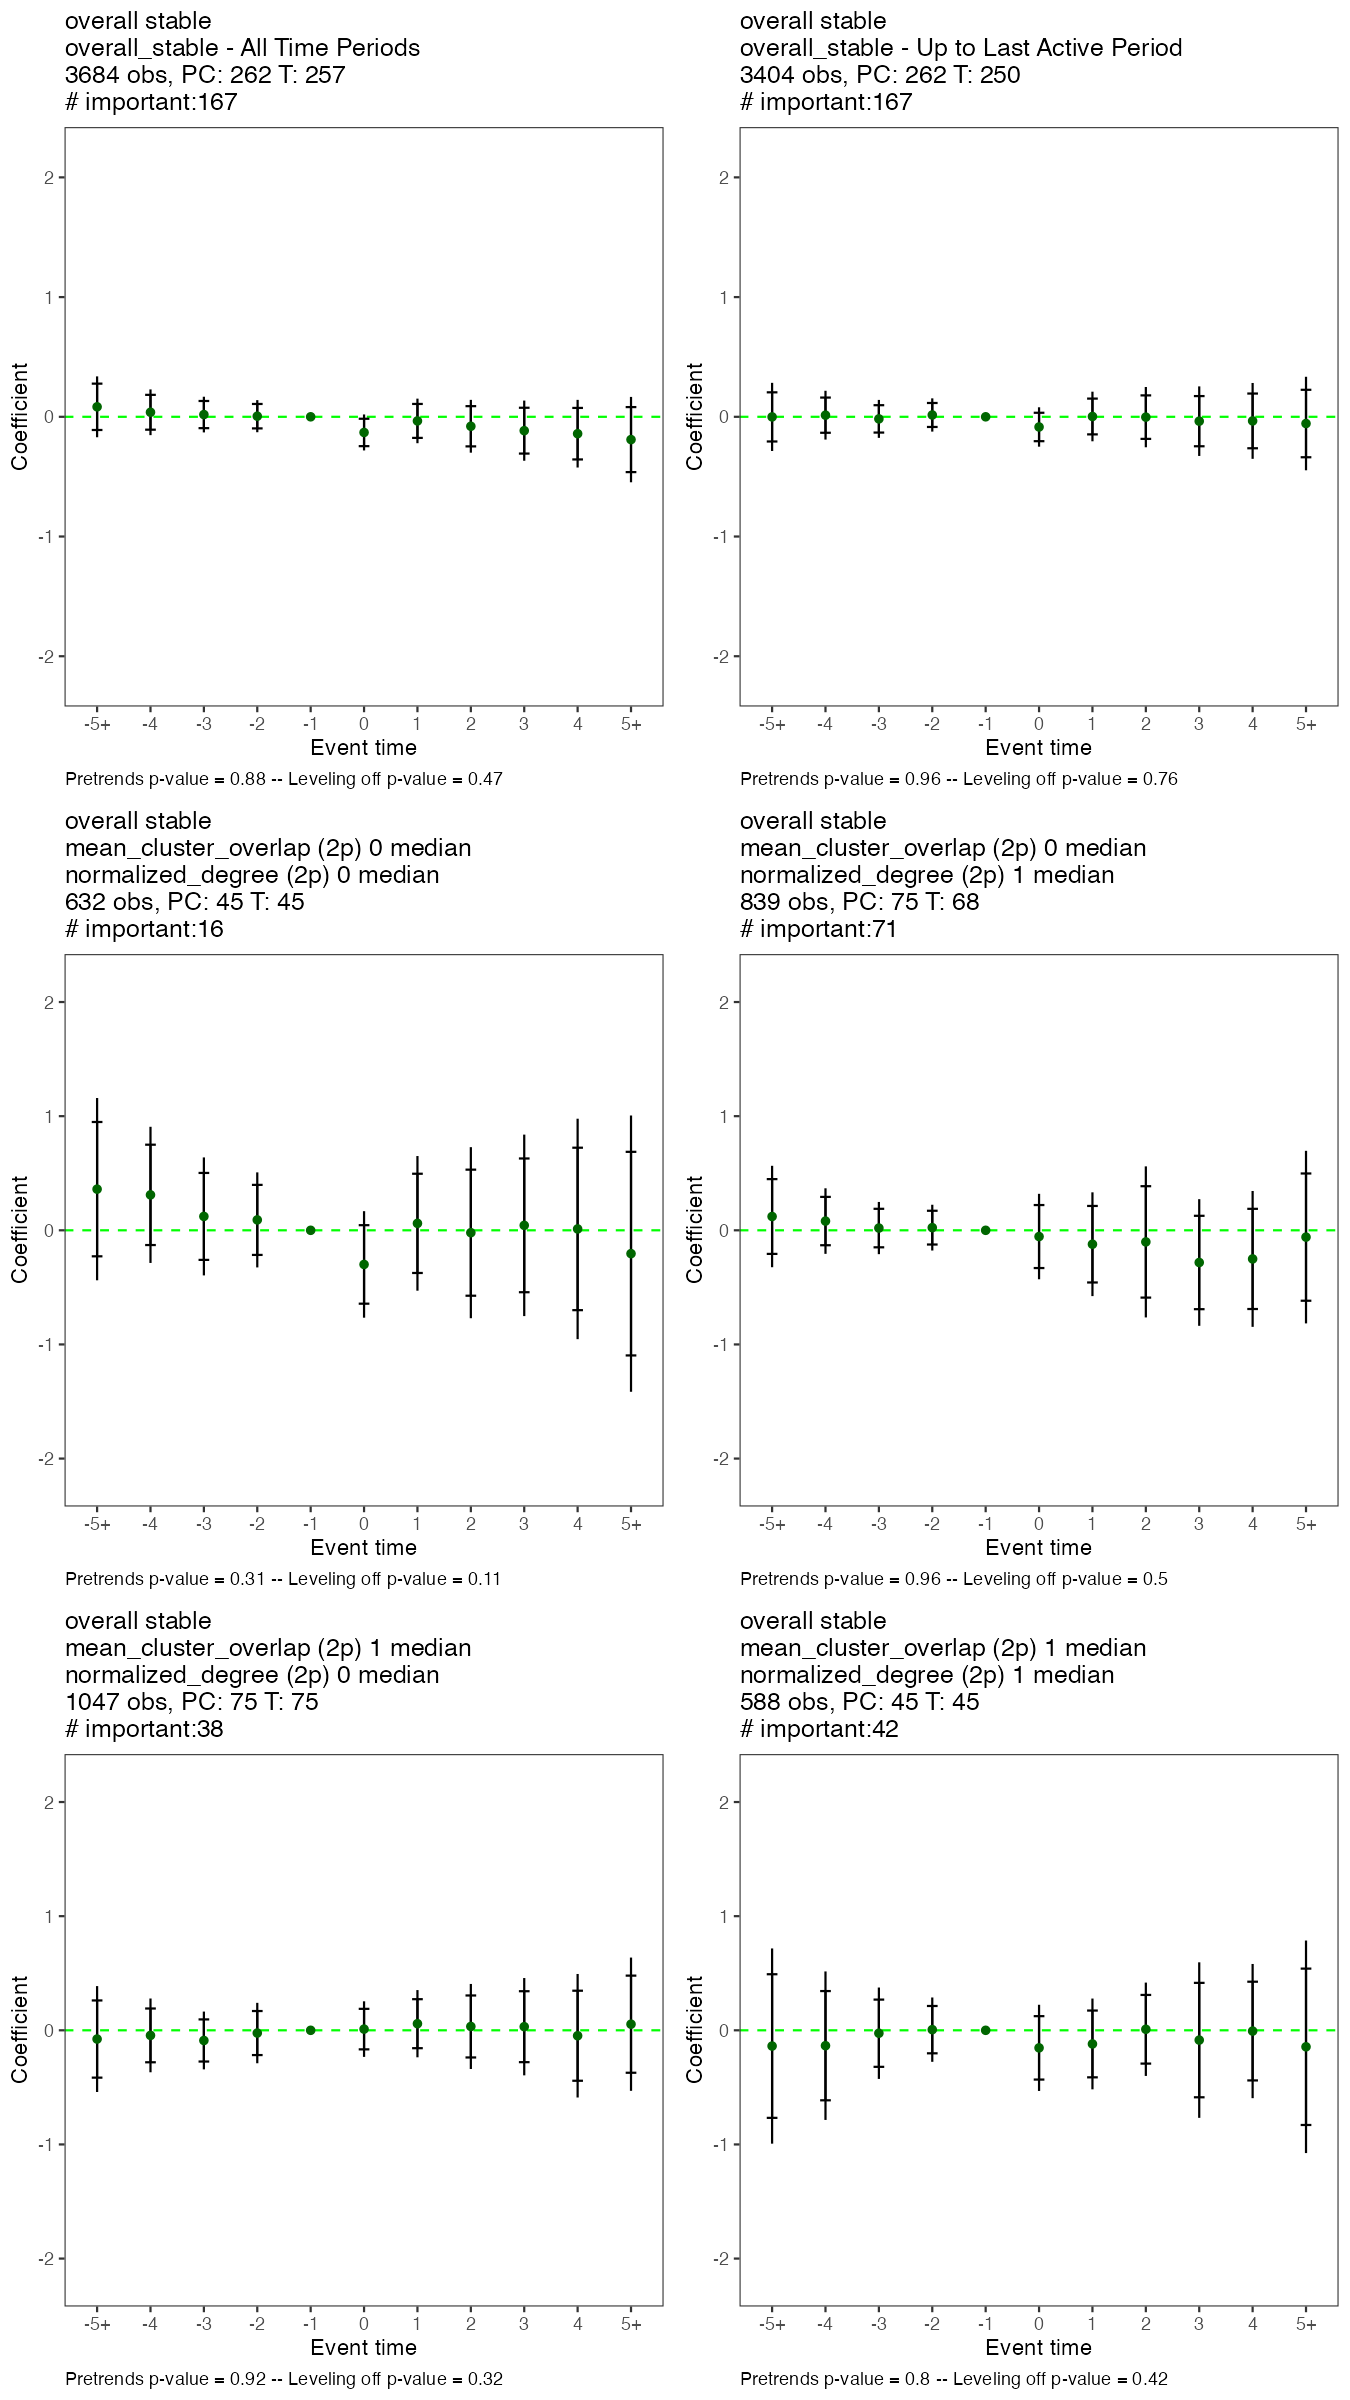 overall stable
overall_stable - All Time Periods
3684 obs, PC: 262 T: 257
# important:167
2
1
0
-1
-2
Coefficient
-5+ -4 -3 -2 -1 0 1 2 3 4 5+
Event time
Pretrends p-value = 0.88 -- Leveling off p-value = 0.47
overall stable
overall_stable - Up to Last Active Period
3404 obs, PC: 262 T: 250
# important:167
2
1
0
-1
-2
Coefficient
-5+ -4 -3 -2 -1 0 1 2 3 4 5+
Event time
Pretrends p-value = 0.96 -- Leveling off p-value = 0.76
overall stable
mean_cluster_overlap (2p) 0 median
normalized_degree (2p) 0 median
632 obs, PC: 45 T: 45
# important:16
2
1
0
-1
-2
Coefficient
-5+ -4 -3 -2 -1 0 1 2 3 4 5+
Event time
Pretrends p-value = 0.31 -- Leveling off p-value = 0.11
overall stable
mean_cluster_overlap (2p) 0 median
normalized_degree (2p) 1 median
839 obs, PC: 75 T: 68
# important:71
2
1
0
-1
-2
Coefficient
-5+ -4 -3 -2 -1 0 1 2 3 4 5+
Event time
Pretrends p-value = 0.96 -- Leveling off p-value = 0.5
overall stable
mean_cluster_overlap (2p) 1 median
normalized_degree (2p) 0 median
1047 obs, PC: 75 T: 75
# important:38
2
1
0
-1
-2
Coefficient
-5+ -4 -3 -2 -1 0 1 2 3 4 5+
Event time
Pretrends p-value = 0.92 -- Leveling off p-value = 0.32
overall stable
mean_cluster_overlap (2p) 1 median
normalized_degree (2p) 1 median
588 obs, PC: 45 T: 45
# important:42
2
1
0
-1
-2
Coefficient
-5+ -4 -3 -2 -1 0 1 2 3 4 5+
Event time
Pretrends p-value = 0.8 -- Leveling off p-value = 0.42